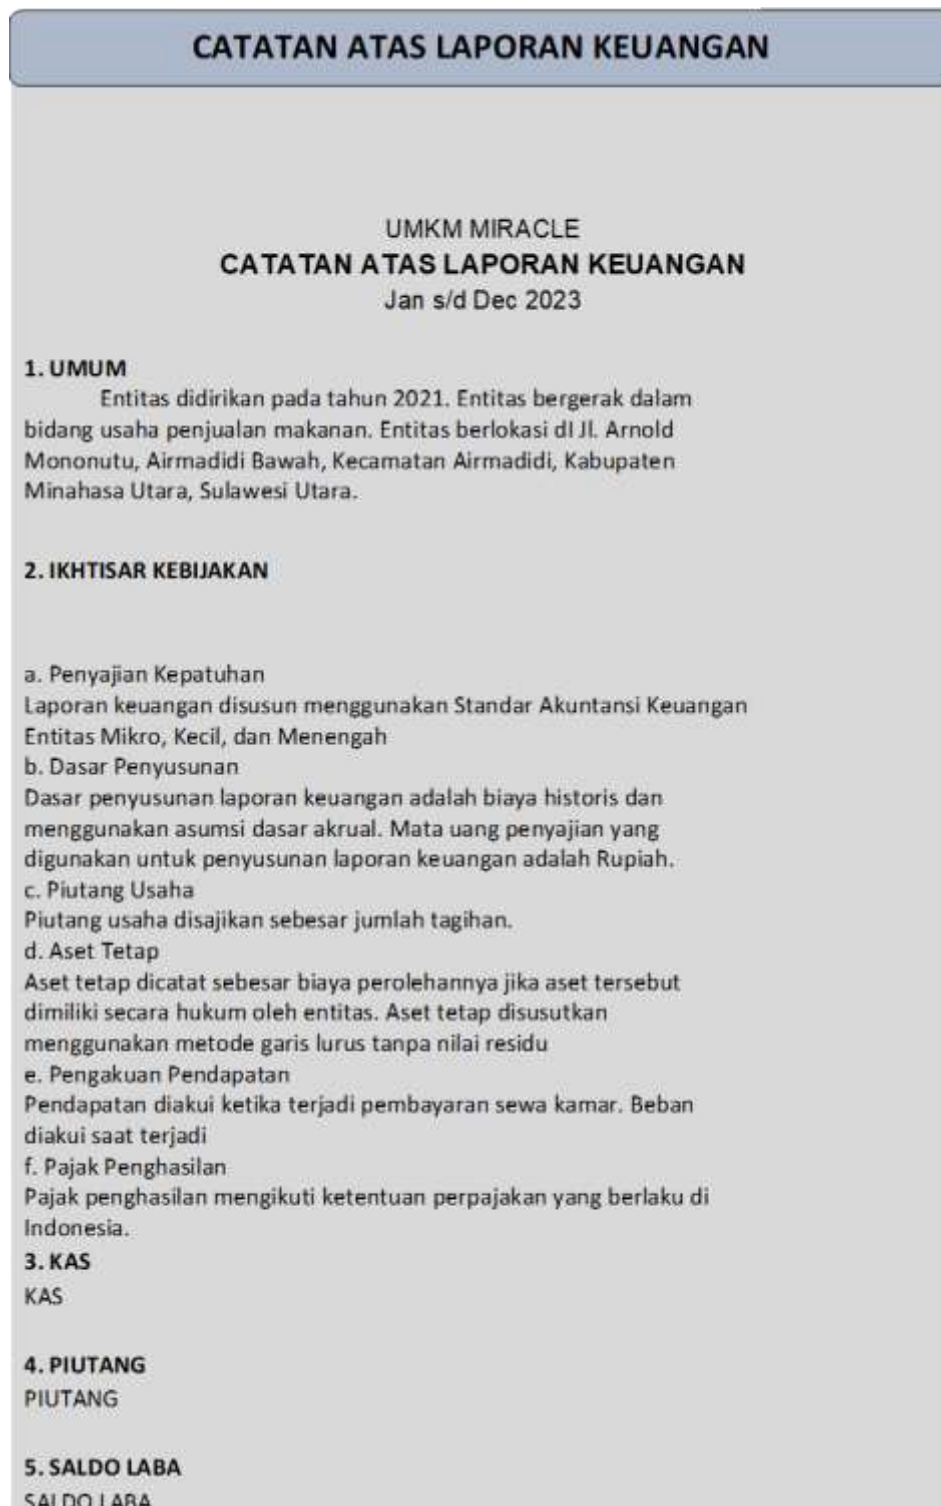 CATATAN ATAS LAPORAN KEUANGAN
UMKM MIRACLE
CATATAN ATAS LAPORAN KEUANGAN
Jan s/d Dec 2023
1. UMUM
Entitas didirikan pada tahun 2021. Entitas bergerak dalam
bidang usaha penjualan makanan. Entitas berlokasi dI Jl. Arnold
Mononutu, Airmadidi Bawah, Kecamatan Airmadidi, Kabupaten
Minahasa Utara, Sulawesi Utara.
2. IKHTISAR KEBIJAKAN
a. Penyajian Kepatuhan
Laporan keuangan disusun menggunakan Standar Akuntansi Keuangan
Entitas Mikro, Kecil, dan Menengah
b. Dasar Penyusunan
Dasar penyusunan laporan keuangan adalah biaya historis dan
menggunakan asumsi dasar akrual. Mata uang penyajian yang
digunakan untuk penyusunan laporan keuangan adalah Rupiah.
c. Piutang Usaha
Piutang usaha disajikan sebesar jumlah tagihan.
d. Aset Tetap
Aset tetap dicatat sebesar biaya perolehannya jika aset tersebut
dimiliki secara hukum oleh entitas. Aset tetap disusutkan
menggunakan metode garis lurus tanpa nilai residu
e. Pengakuan Pendapatan
Pendapatan diakui ketika terjadi pembayaran sewa kamar. Beban
diakui saat terjadi
f. Pajak Penghasilan
Pajak penghasilan mengikuti ketentuan perpajakan yang berlaku di
Indonesia.
3. KAS
KAS
4. PIUTANG
PIUTANG
5. SALDO LABA
SALDO LABA